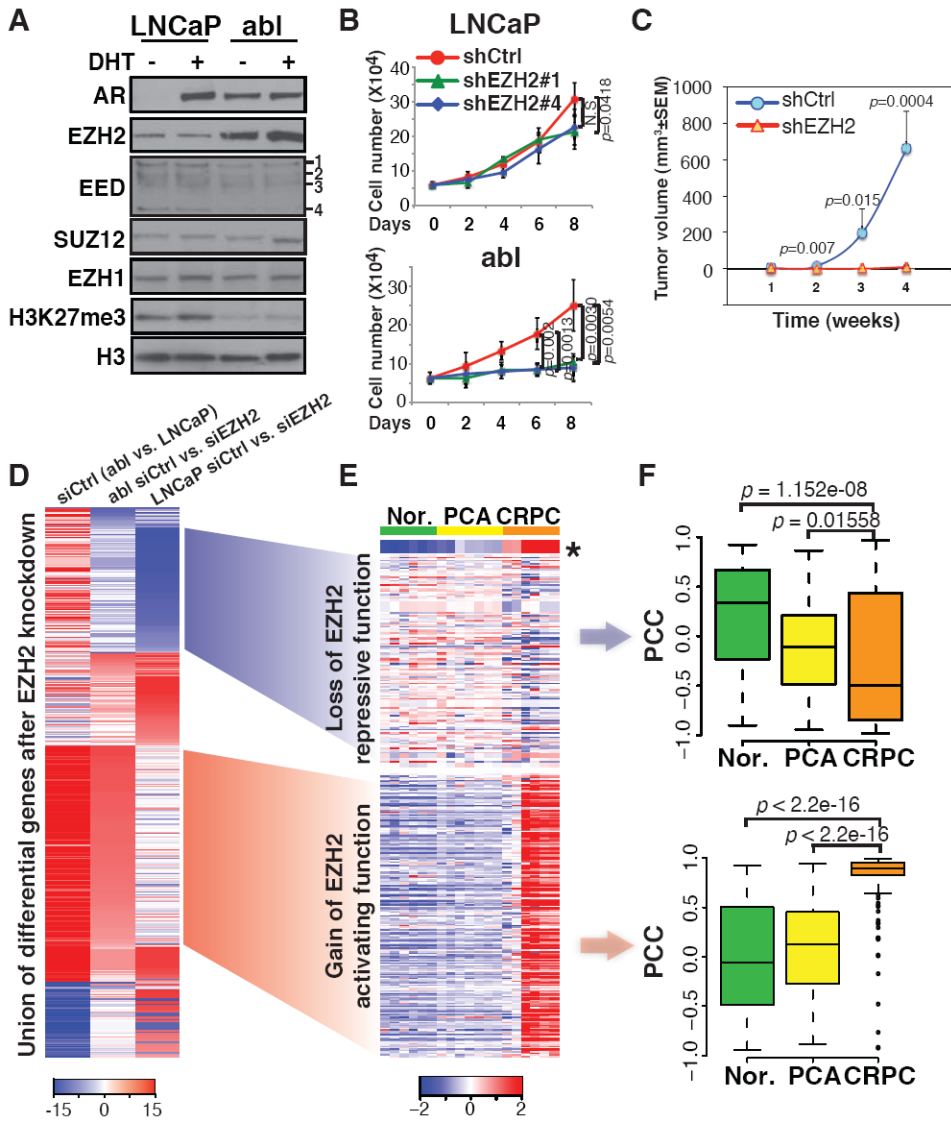 A
LNCaP abl
DHT - + - +
AR
EZH2
EED
1
2
3
4
SUZ12
EZH1
H3K27me3
H3
B
LNCaP
shCtrl
shEZH2#1
shEZH2#4
Cell number (X10⁴)
40
30
20
10
0
N.S.
p=0.0418
Days 0 2 4 6 8
abl
Cell number (X10⁴)
30
20
10
0
p=0.002
p=0.0013
p=0.0030
p=0.0054
Days 0 2 4 6 8
C
Tumor volume (mm³±SEM)
1000
800
600
400
200
0
shCtrl
shEZH2
p=0.0004
p=0.015
p=0.007
1 2 3 4
Time (weeks)
D
siCtrl (abl vs. LNCaP)
abl siCtrl vs. siEZH2
LNCaP siCtrl vs. siEZH2
Union of differential genes after EZH2 knockdown
-15 0 15
E
Nor. PCA CRPC
*
Loss of EZH2
repressive function
Gain of EZH2
activating function
−2 0 2
F
p = 1.152e-08
p = 0.01558
PCC
1.0
0.5
0.0
−0.5
−1.0
Nor. PCA CRPC
p < 2.2e-16
p < 2.2e-16
PCC
1.0
0.5
0.0
−0.5
−1.0
Nor. PCA CRPC